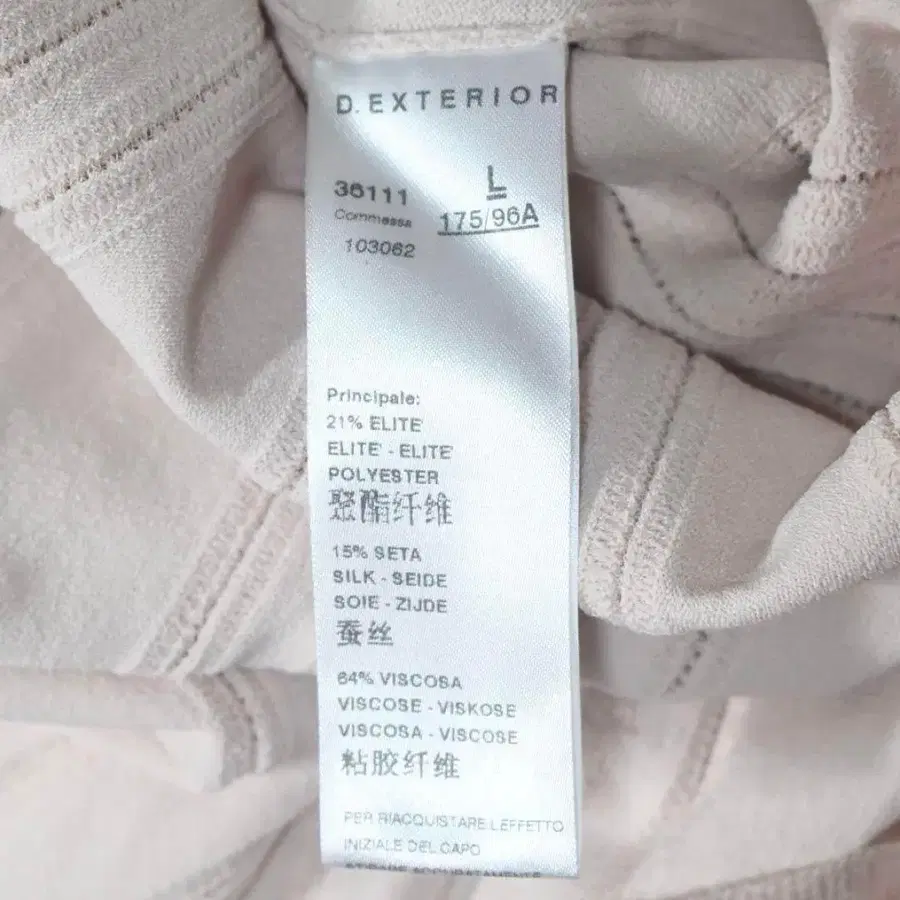 D. EXTERIOR
36111 L
Commessa 175/96A
103062
Principale:
21% ELITE'
ELITE' - ELITE'
POLYESTER
聚酯纤维
15% SETA
SILK - SEIDE
SOIE - ZIJDE
蚕丝
64% VISCOSA
VISCOSE - VISKOSE
VISCOSA - VISCOSE
粘胶纤维
PER RIACQUISTARE L'EFFETTO
INIZIALE DEL CAPO
STIRARE ACCURATAMENTE